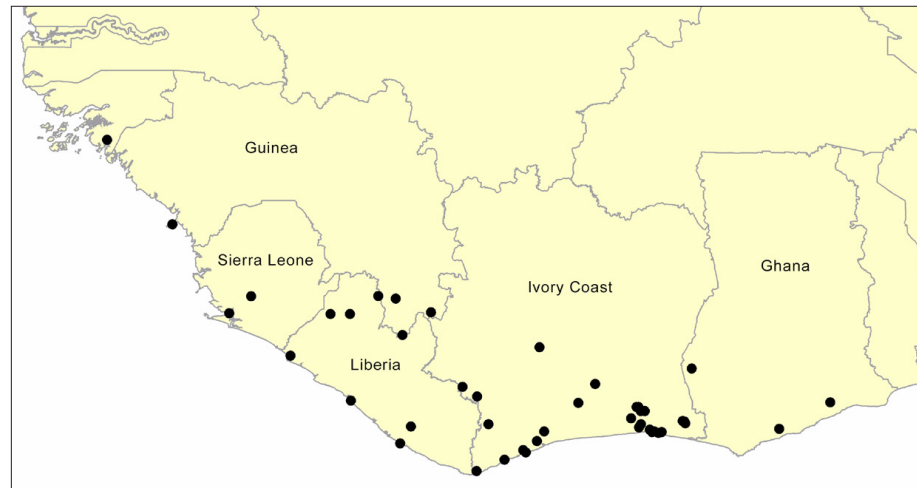 Guinea
Sierra Leone
Ghana
Ivory Coast
Liberia